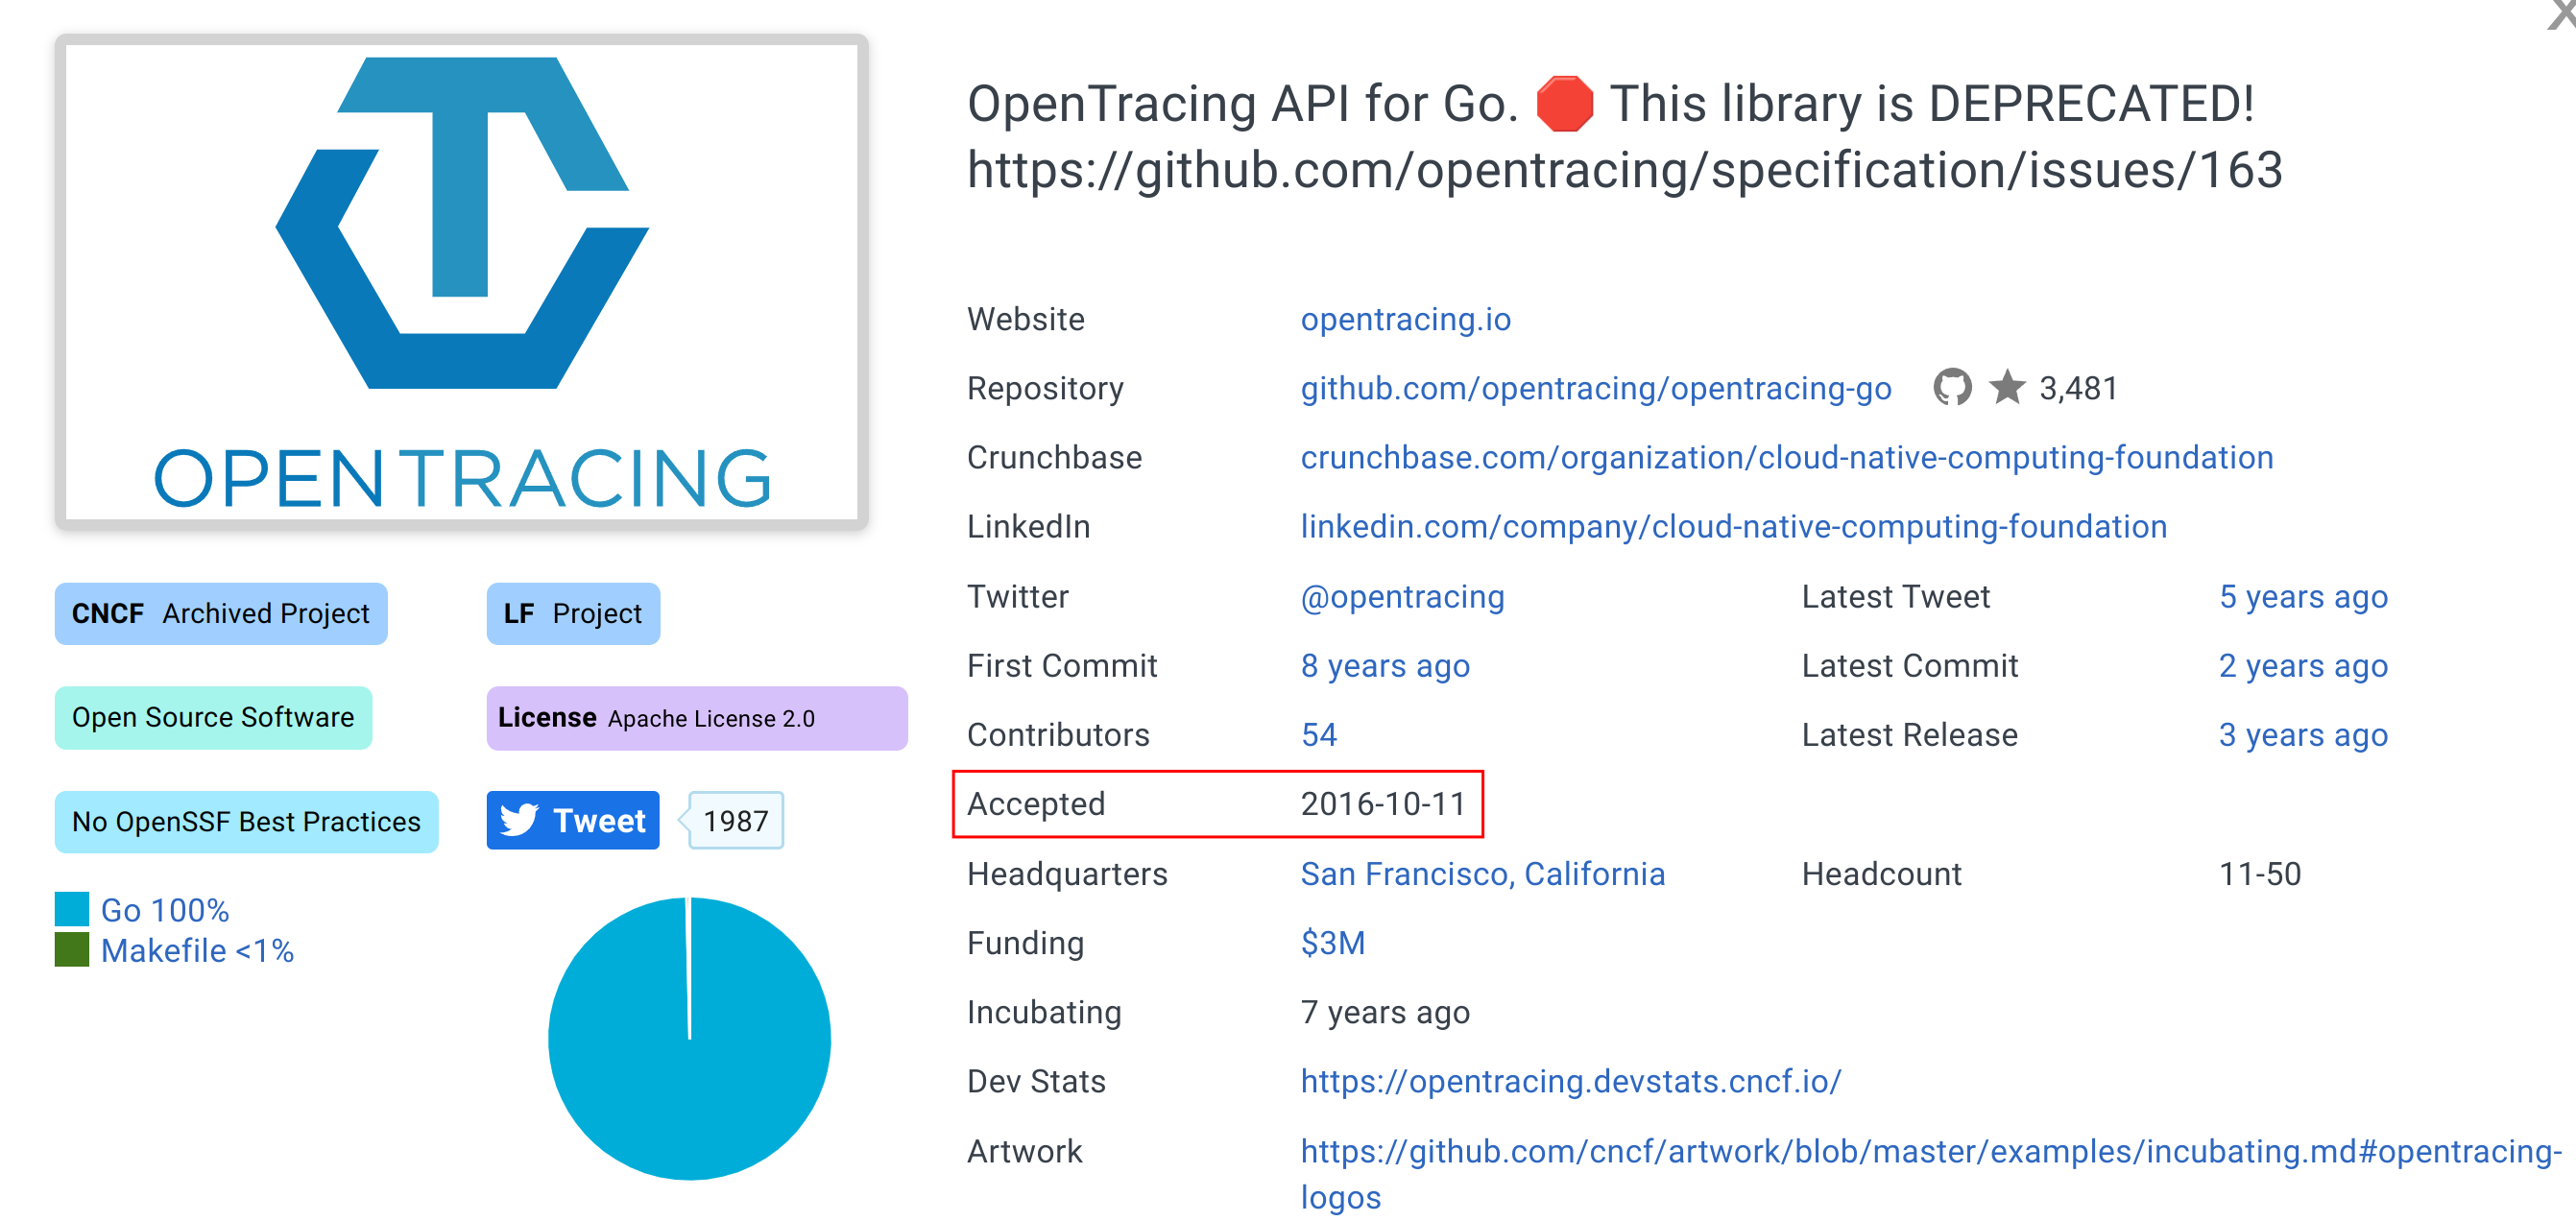 X
OPENTRACING
CNCF Archived Project
LF Project
Open Source Software
License Apache License 2.0
No OpenSSF Best Practices
Tweet 1987
Go 100%
Makefile <1%
OpenTracing API for Go. 🛑 This library is DEPRECATED!
https://github.com/opentracing/specification/issues/163
Website opentracing.io
Repository github.com/opentracing/opentracing-go 3,481
Crunchbase crunchbase.com/organization/cloud-native-computing-foundation
LinkedIn linkedin.com/company/cloud-native-computing-foundation
Twitter @opentracing Latest Tweet 5 years ago
First Commit 8 years ago Latest Commit 2 years ago
Contributors 54 Latest Release 3 years ago
Accepted 2016-10-11
Headquarters San Francisco, California Headcount 11-50
Funding $3M
Incubating 7 years ago
Dev Stats https://opentracing.devstats.cncf.io/
Artwork https://github.com/cncf/artwork/blob/master/examples/incubating.md#opentracing-
logos